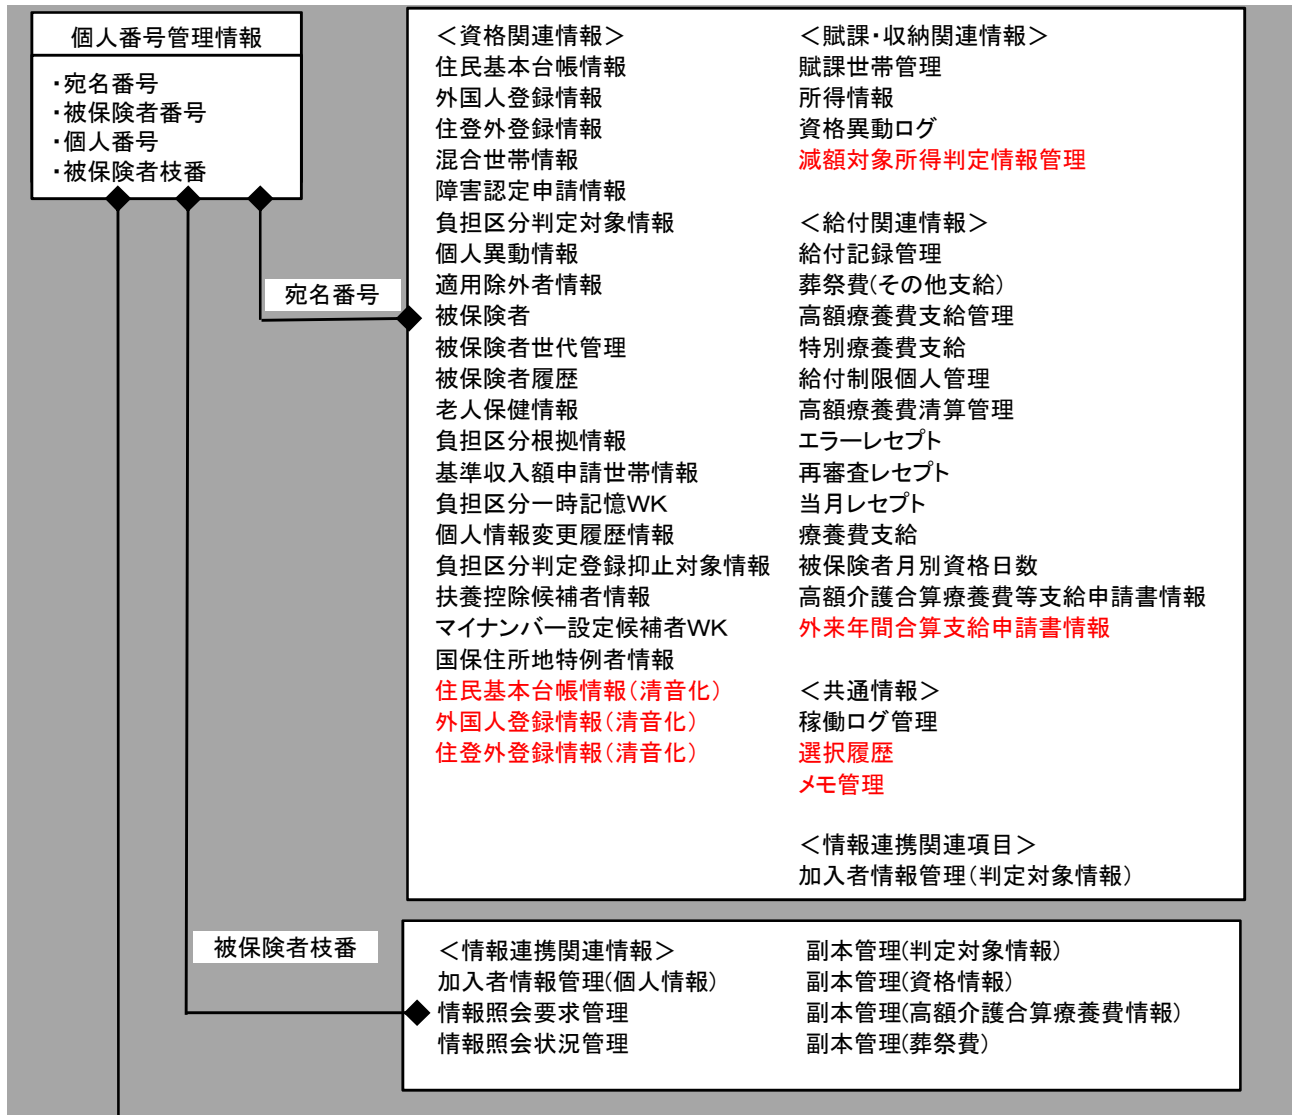 個人番号管理情報
・宛名番号
・被保険者番号
・個人番号
・被保険者枝番
宛名番号
＜資格関連情報＞
住民基本台帳情報
外国人登録情報
住登外登録情報
混合世帯情報
障害認定申請情報
負担区分判定対象情報
個人異動情報
適用除外者情報
被保険者
被保険者世代管理
被保険者履歴
老人保健情報
負担区分根拠情報
基準収入額申請世帯情報
負担区分一時記憶WK
個人情報変更履歴情報
負担区分判定登録抑止対象情報
扶養控除候補者情報
マイナンバー設定候補者WK
国保住所地特例者情報
住民基本台帳情報（清音化）
外国人登録情報（清音化）
住登外登録情報（清音化）
＜賦課・収納関連情報＞
賦課世帯管理
所得情報
資格異動ログ
減額対象所得判定情報管理
＜給付関連情報＞
給付記録管理
葬祭費(その他支給)
高額療養費支給管理
特別療養費支給
給付制限個人管理
高額療養費清算管理
エラーレセプト
再審査レセプト
当月レセプト
療養費支給
被保険者月別資格日数
高額介護合算療養費等支給申請書情報
外来年間合算支給申請書情報
＜共通情報＞
稼働ログ管理
選択履歴
メモ管理
＜情報連携関連項目＞
加入者情報管理（判定対象情報）
被保険者枝番
＜情報連携関連情報＞
加入者情報管理(個人情報)
情報照会要求管理
情報照会状況管理
副本管理(判定対象情報)
副本管理(資格情報)
副本管理(高額介護合算療養費情報)
副本管理(葬祭費)